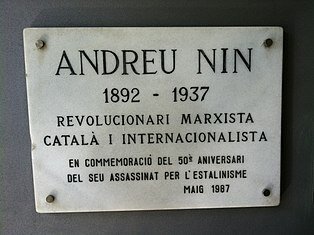 ANDREU NIN
1892 - 1937
REVOLUCIONARI MARXISTA
CATALÀ I INTERNACIONALISTA
EN COMMEMORACIÓ DEL 50è ANIVERSARI
DEL SEU ASSASSINAT PER L'ESTALINISME
MAIG 1987